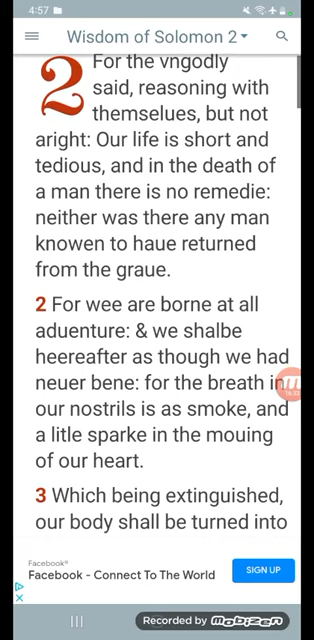 4:57
Wisdom of Solomon 2
2 For the vngodly
said, reasoning with
themselues, but not
aright: Our life is short and
tedious, and in the death of
a man there is no remedie:
neither was there any man
knowen to haue returned
from the graue.
2 For wee are borne at all
aduenture: & we shalbe
heereafter as though we had
neuer bene: for the breath in
our nostrils is as smoke, and
a litle sparke in the mouing
of our heart.
3 Which being extinguished,
our body shall be turned into
Facebook®
Facebook - Connect To The World
SIGN UP
Recorded by mobizen